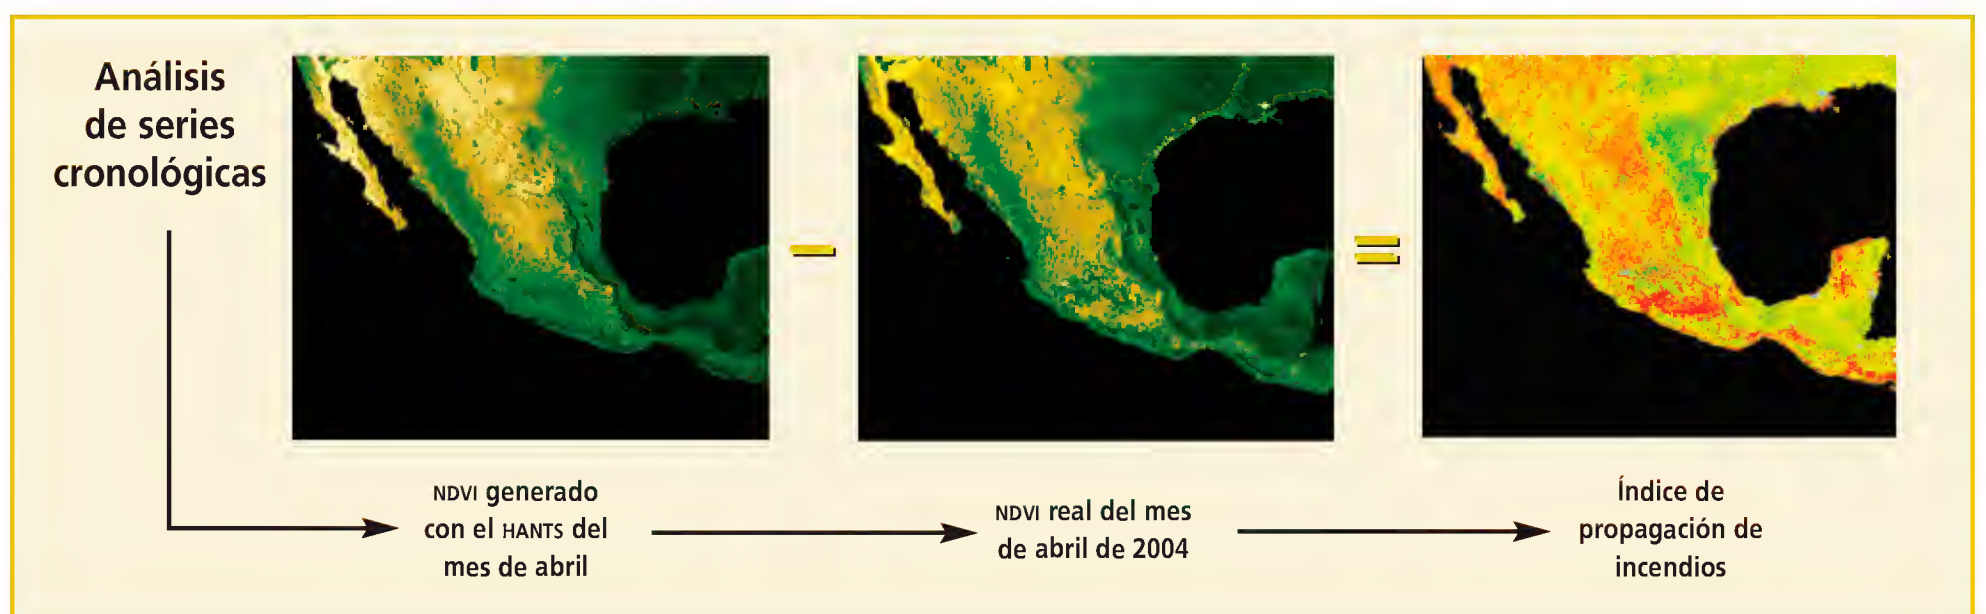 Análisis
de series
cronológicas
NDVI generado
con el HANTS del
mes de abril
NDVI real del mes
de abril de 2004
Índice de
propagación de
incendios